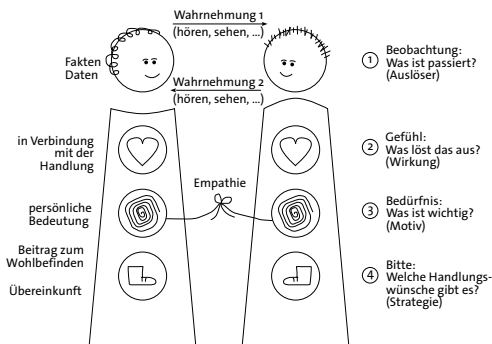 Wahrnehmung 1
(hören, sehen, ...)
Fakten
Daten
Wahrnehmung 2
(hören, sehen, ...)
1 Beobachtung:
Was ist passiert?
(Auslöser)
in Verbindung
mit der
Handlung
2 Gefühl:
Was löst das aus?
(Wirkung)
Empathie
persönliche
Bedeutung
3 Bedürfnis:
Was ist wichtig?
(Motiv)
Beitrag zum
Wohlbefinden
Übereinkunft
4 Bitte:
Welche Handlungs-
wünsche gibt es?
(Strategie)